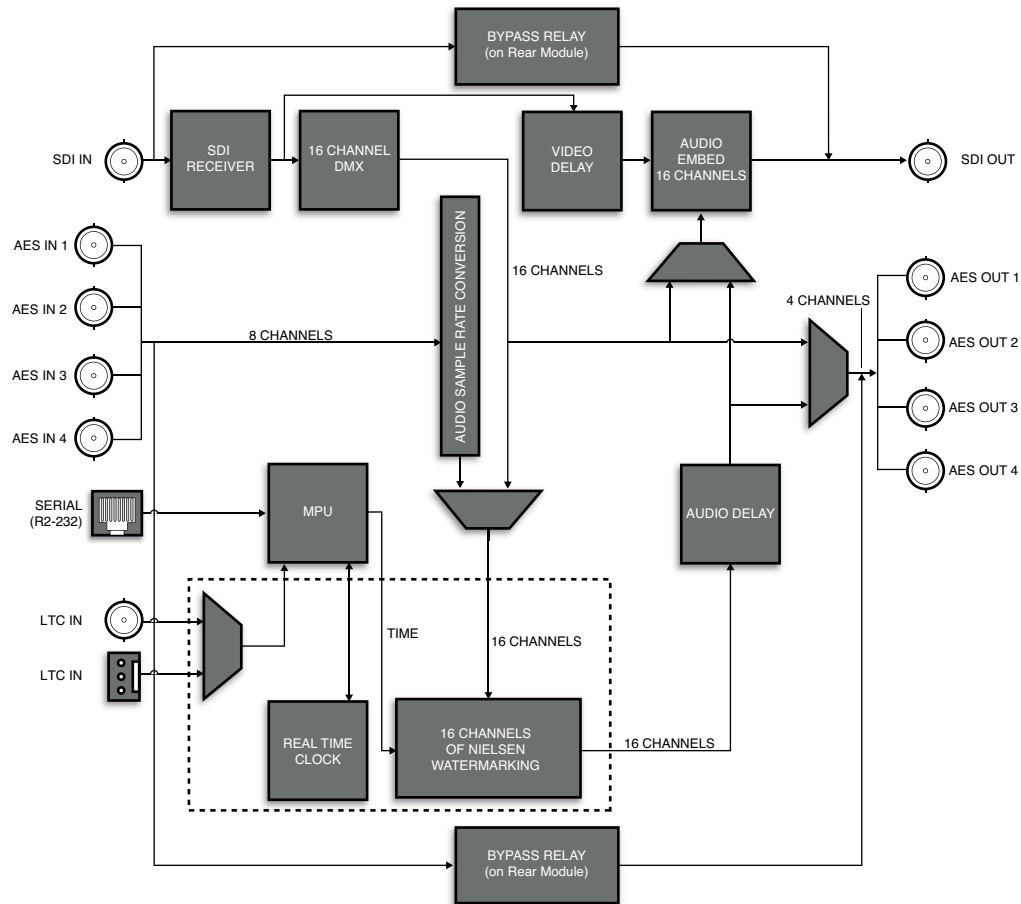 BYPASS RELAY
(on Rear Module)
SDI IN
SDI
RECEIVER
16 CHANNEL
DMX
VIDEO
DELAY
AUDIO
EMBED
16 CHANNELS
SDI OUT
AES IN 1
AES IN 2
AES IN 3
AES IN 4
8 CHANNELS
AUDIO SAMPLE RATE CONVERSION
16 CHANNELS
4 CHANNELS
AES OUT 1
AES OUT 2
AES OUT 3
AES OUT 4
SERIAL
(R2-232)
MPU
AUDIO DELAY
LTC IN
LTC IN
TIME
16 CHANNELS
REAL TIME
CLOCK
16 CHANNELS
OF NIELSEN
WATERMARKING
16 CHANNELS
BYPASS RELAY
(on Rear Module)